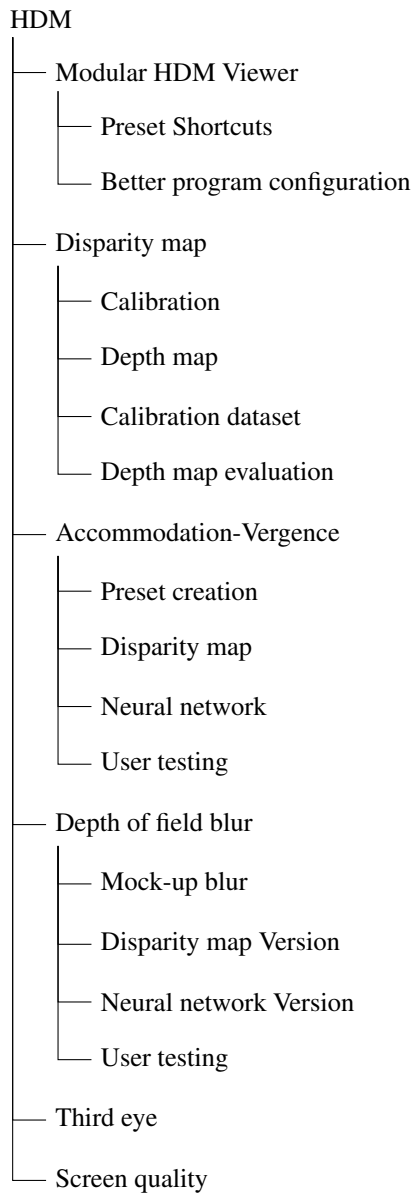 HDM
Modular HDM Viewer
Preset Shortcuts
Better program configuration
Disparity map
Calibration
Depth map
Calibration dataset
Depth map evaluation
Accommodation-Vergence
Preset creation
Disparity map
Neural network
User testing
Depth of field blur
Mock-up blur
Disparity map Version
Neural network Version
User testing
Third eye
Screen quality